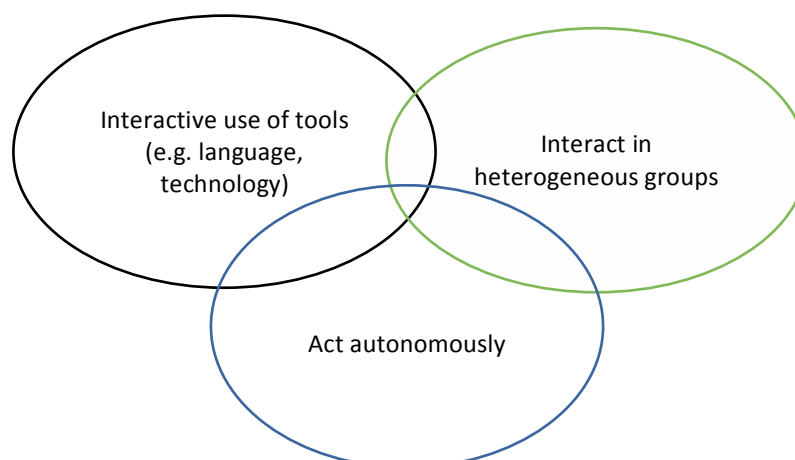 Interactive use of tools
(e.g. language,
technology)
Interact in
heterogeneous groups
Act autonomously